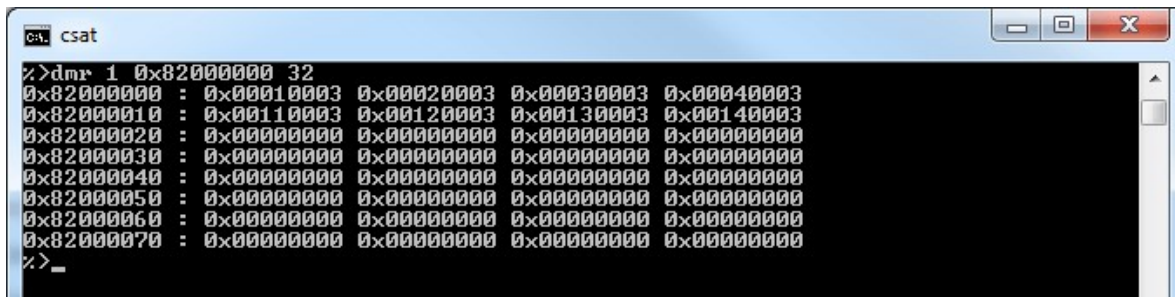 csat
%>dmr 1 0x82000000 32
0x82000000 : 0x00010003 0x00020003 0x00030003 0x00040003
0x82000010 : 0x00110003 0x00120003 0x00130003 0x00140003
0x82000020 : 0x00000000 0x00000000 0x00000000 0x00000000
0x82000030 : 0x00000000 0x00000000 0x00000000 0x00000000
0x82000040 : 0x00000000 0x00000000 0x00000000 0x00000000
0x82000050 : 0x00000000 0x00000000 0x00000000 0x00000000
0x82000060 : 0x00000000 0x00000000 0x00000000 0x00000000
0x82000070 : 0x00000000 0x00000000 0x00000000 0x00000000
%>_